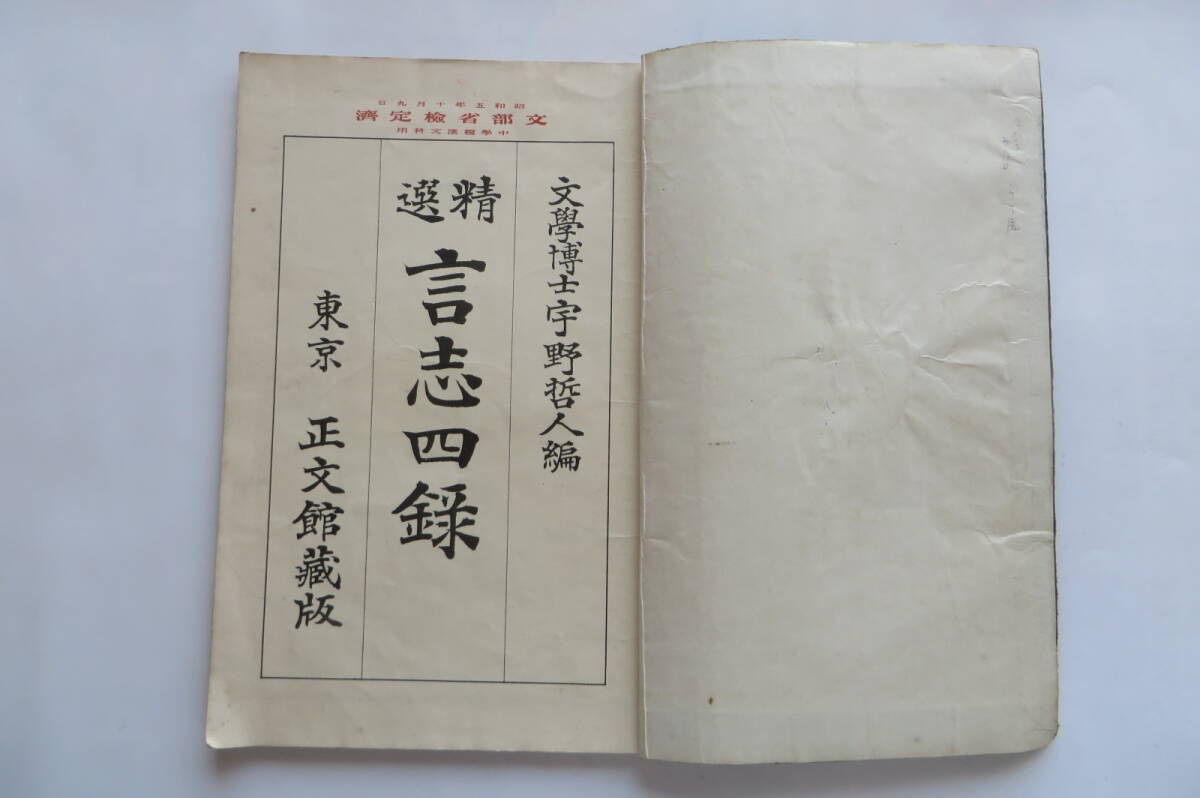 昭和五年十月九日
文部省檢定濟
中學校漢文科用
文學博士宇野哲人編
精選
言志四錄
東京 正文館藏版